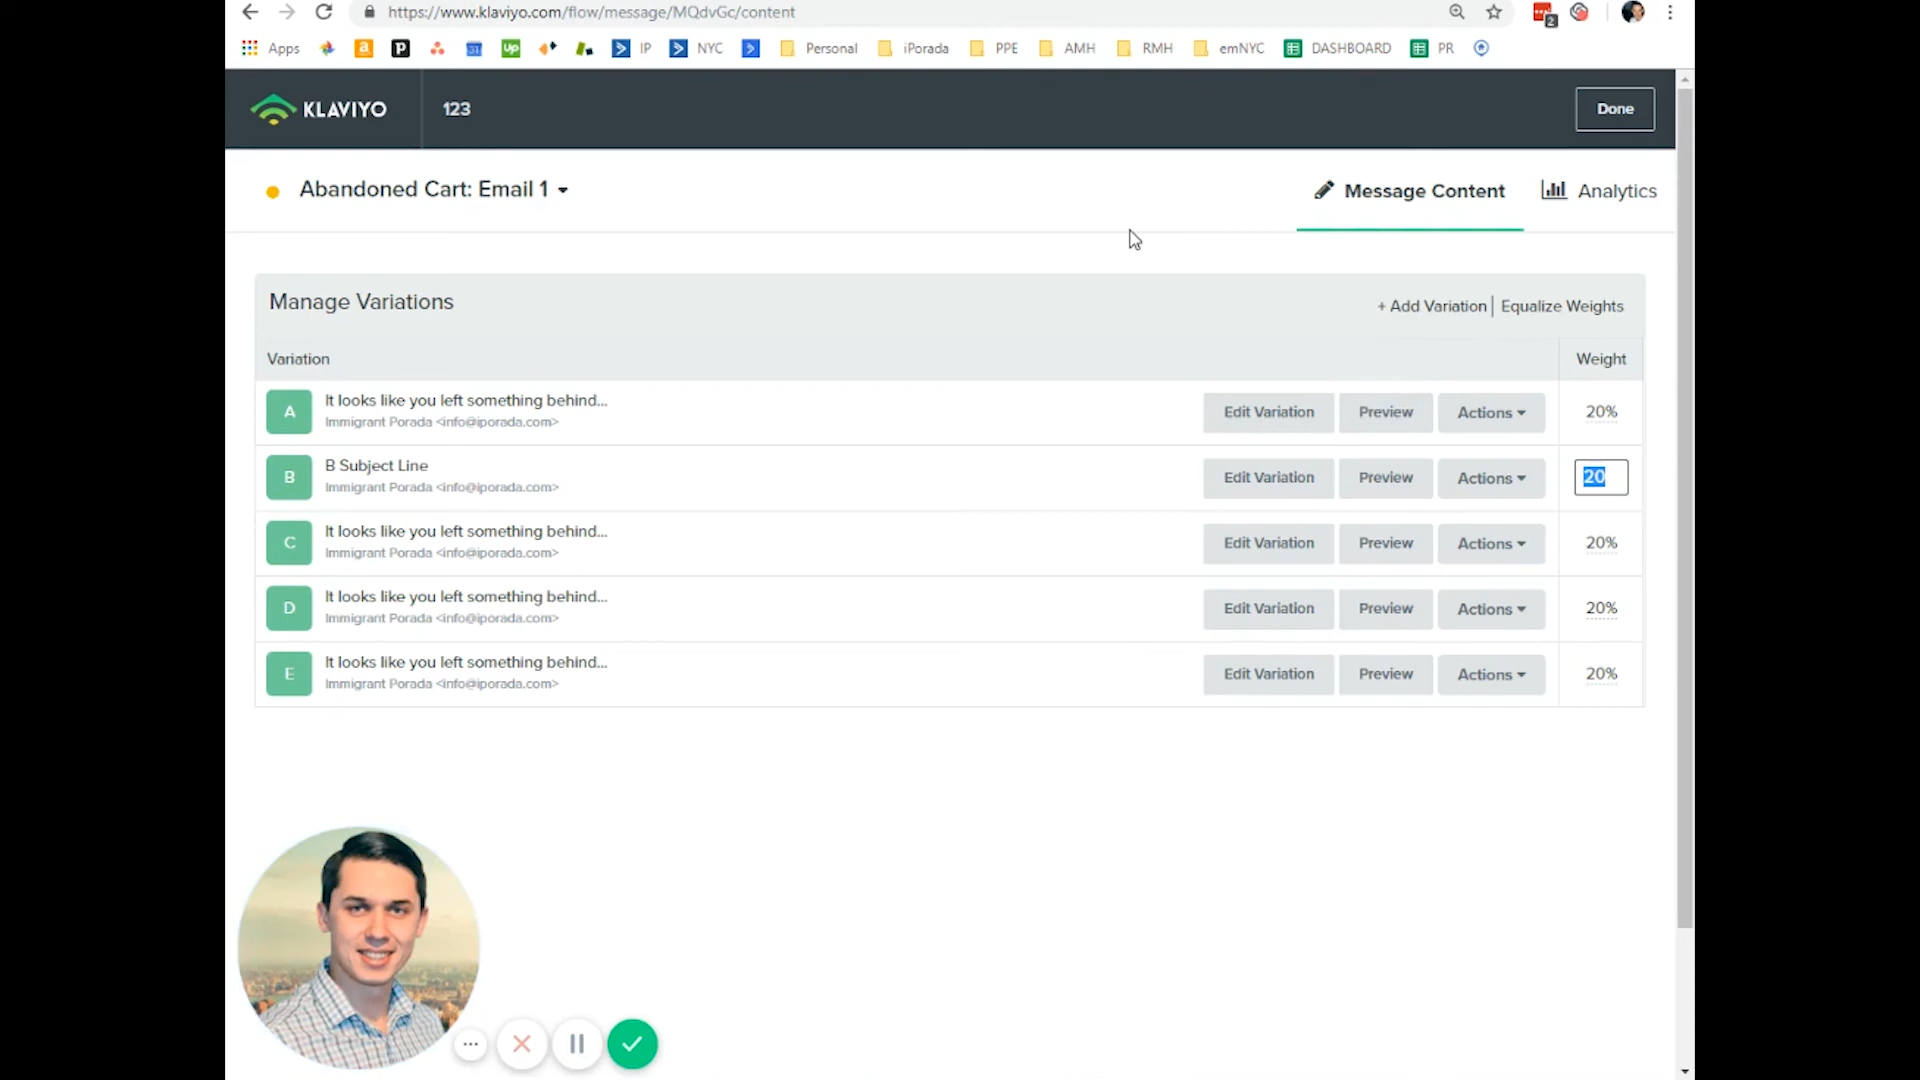 https://www.klaviyo.com/flow/message/MQdvGc/content
2
Apps
a
p
31
up
IP
NYC
Personal
iPorada
PPE
AMH
RMH
emNYC
DASHBOARD
PR
KLAVIYO
123
Done
Abandoned Cart: Email 1
Message Content
Analytics
Manage Variations
+ Add Variation | Equalize Weights
Variation
Weight
A
It looks like you left something behind...
Immigrant Porada <info@iporada.com>
Edit Variation
Preview
Actions
20%
B
B Subject Line
Immigrant Porada <info@iporada.com>
Edit Variation
Preview
Actions
20
C
It looks like you left something behind...
Immigrant Porada <info@iporada.com>
Edit Variation
Preview
Actions
20%
D
It looks like you left something behind...
Immigrant Porada <info@iporada.com>
Edit Variation
Preview
Actions
20%
E
It looks like you left something behind...
Immigrant Porada <info@iporada.com>
Edit Variation
Preview
Actions
20%